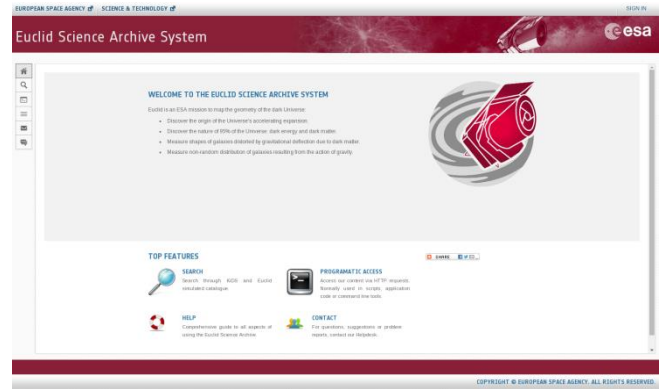 EUROPEAN SPACE AGENCY SCIENCE & TECHNOLOGY SIGN IN
Euclid Science Archive System
esa
WELCOME TO THE EUCLID SCIENCE ARCHIVE SYSTEM
Euclid is an ESA mission to map the geometry of the dark Universe.
Discover the origin of the Universe's accelerating expansion.
Discover the nature of 95% of the Universe: dark energy and dark matter.
Measure shapes of galaxies distorted by gravitational deflection due to dark matter.
Measure non-random distribution of galaxies resulting from the action of gravity.
TOP FEATURES
SHARE
SEARCH
Search through and Euclid
simulated catalogue
PROGRAMATIC ACCESS
Access our content via HTTP requests.
Normally used in scripts, application
code or command line tools.
HELP
Comprehensive guide to all aspects of
using the Euclid Science Archive
CONTACT
For questions, suggestions or problem
reports, contact our Helpdesk.
COPYRIGHT © EUROPEAN SPACE AGENCY. ALL RIGHTS RESERVED.